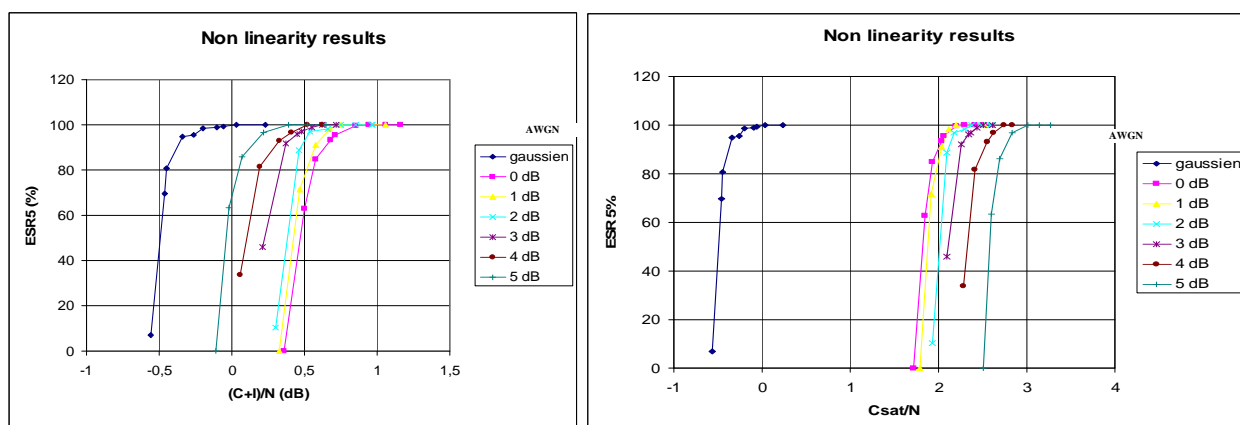 Non linearity results
120
100
80
60
40
20
0
ESR5 (%)
-1
-0,5
0
0,5
1
1,5
(C+I)/N (dB)
AWGN
gaussien
0 dB
1 dB
2 dB
3 dB
4 dB
5 dB
Non linearity results
120
100
80
60
40
20
0
ESR 5%
-1
0
1
2
3
4
Csat/N
AWGN
gaussien
0 dB
1 dB
2 dB
3 dB
4 dB
5 dB